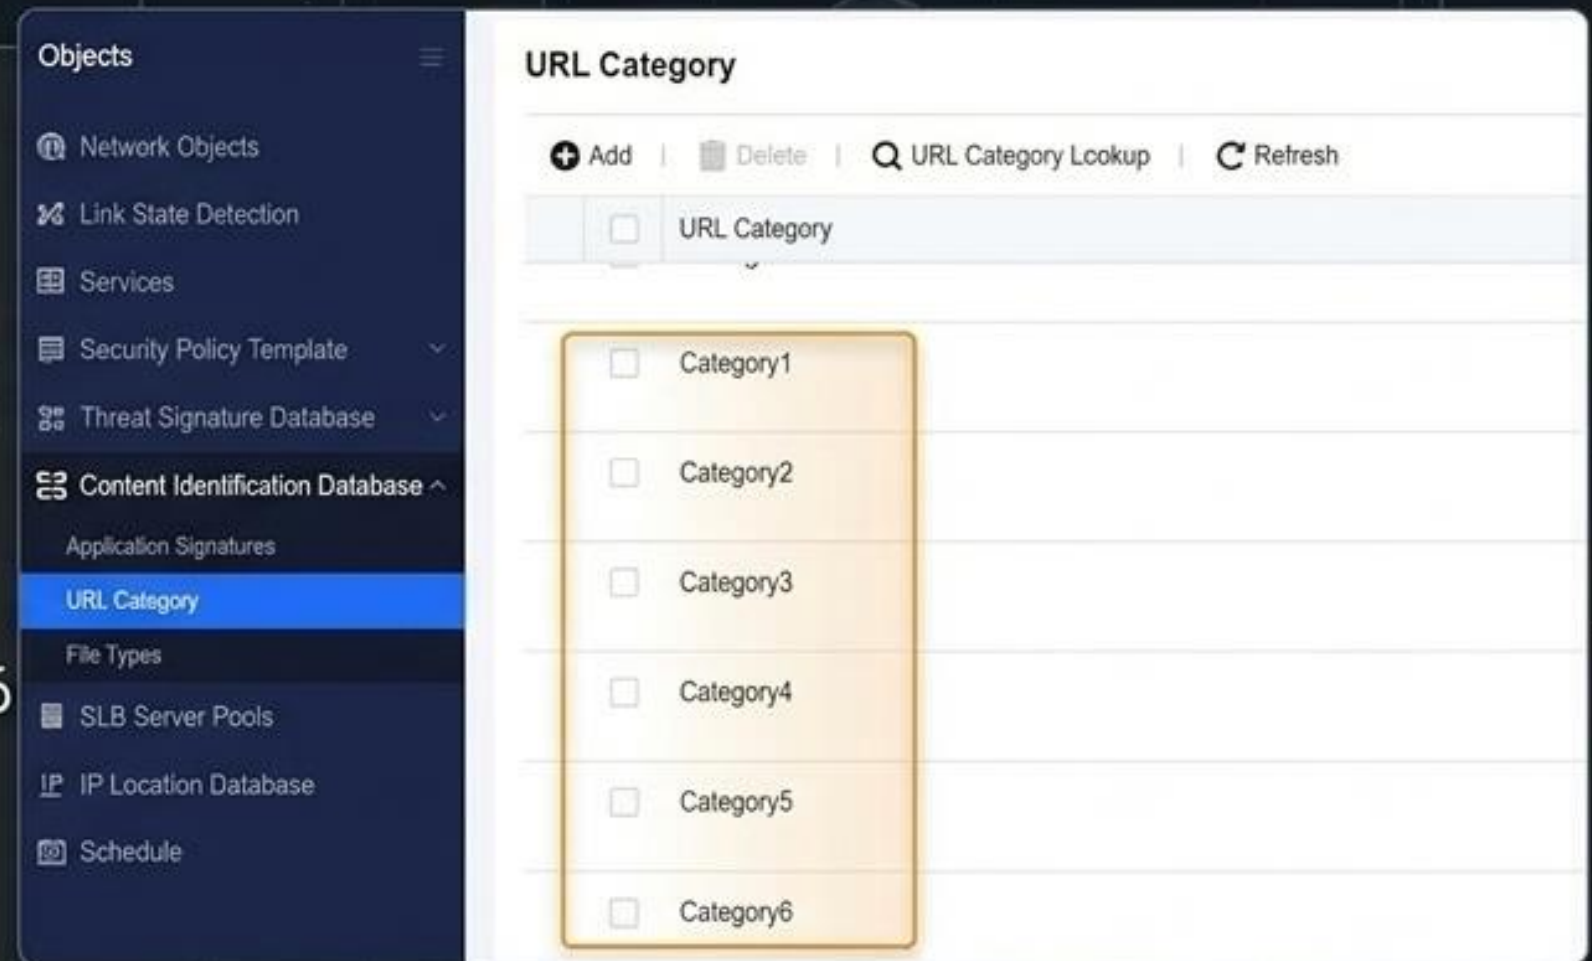 Objects
Network Objects
Link State Detection
Services
Security Policy Template
Threat Signature Database
Content Identification Database
Application Signatures
URL Category
File Types
SLB Server Pools
IP IP Location Database
Schedule
URL Category
Add | Delete | URL Category Lookup | Refresh
URL Category
Category1
Category2
Category3
Category4
Category5
Category6